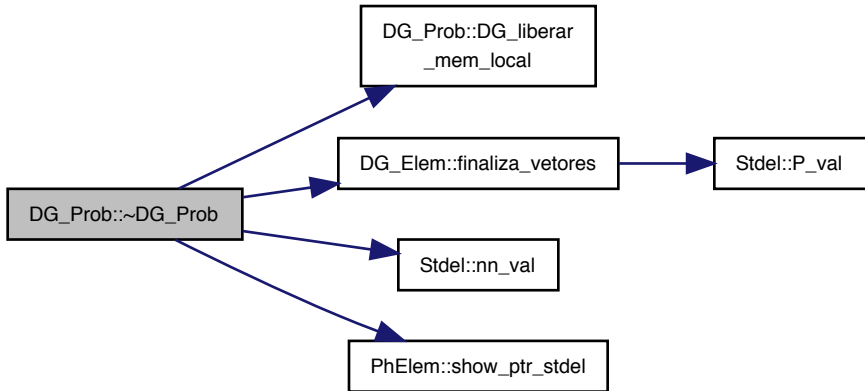 DG_Prob::DG_liberar
_mem_local
DG_Elem::finaliza_vetores
Stdel::P_val
DG_Prob::~DG_Prob
Stdel::nn_val
PhElem::show_ptr_stdel